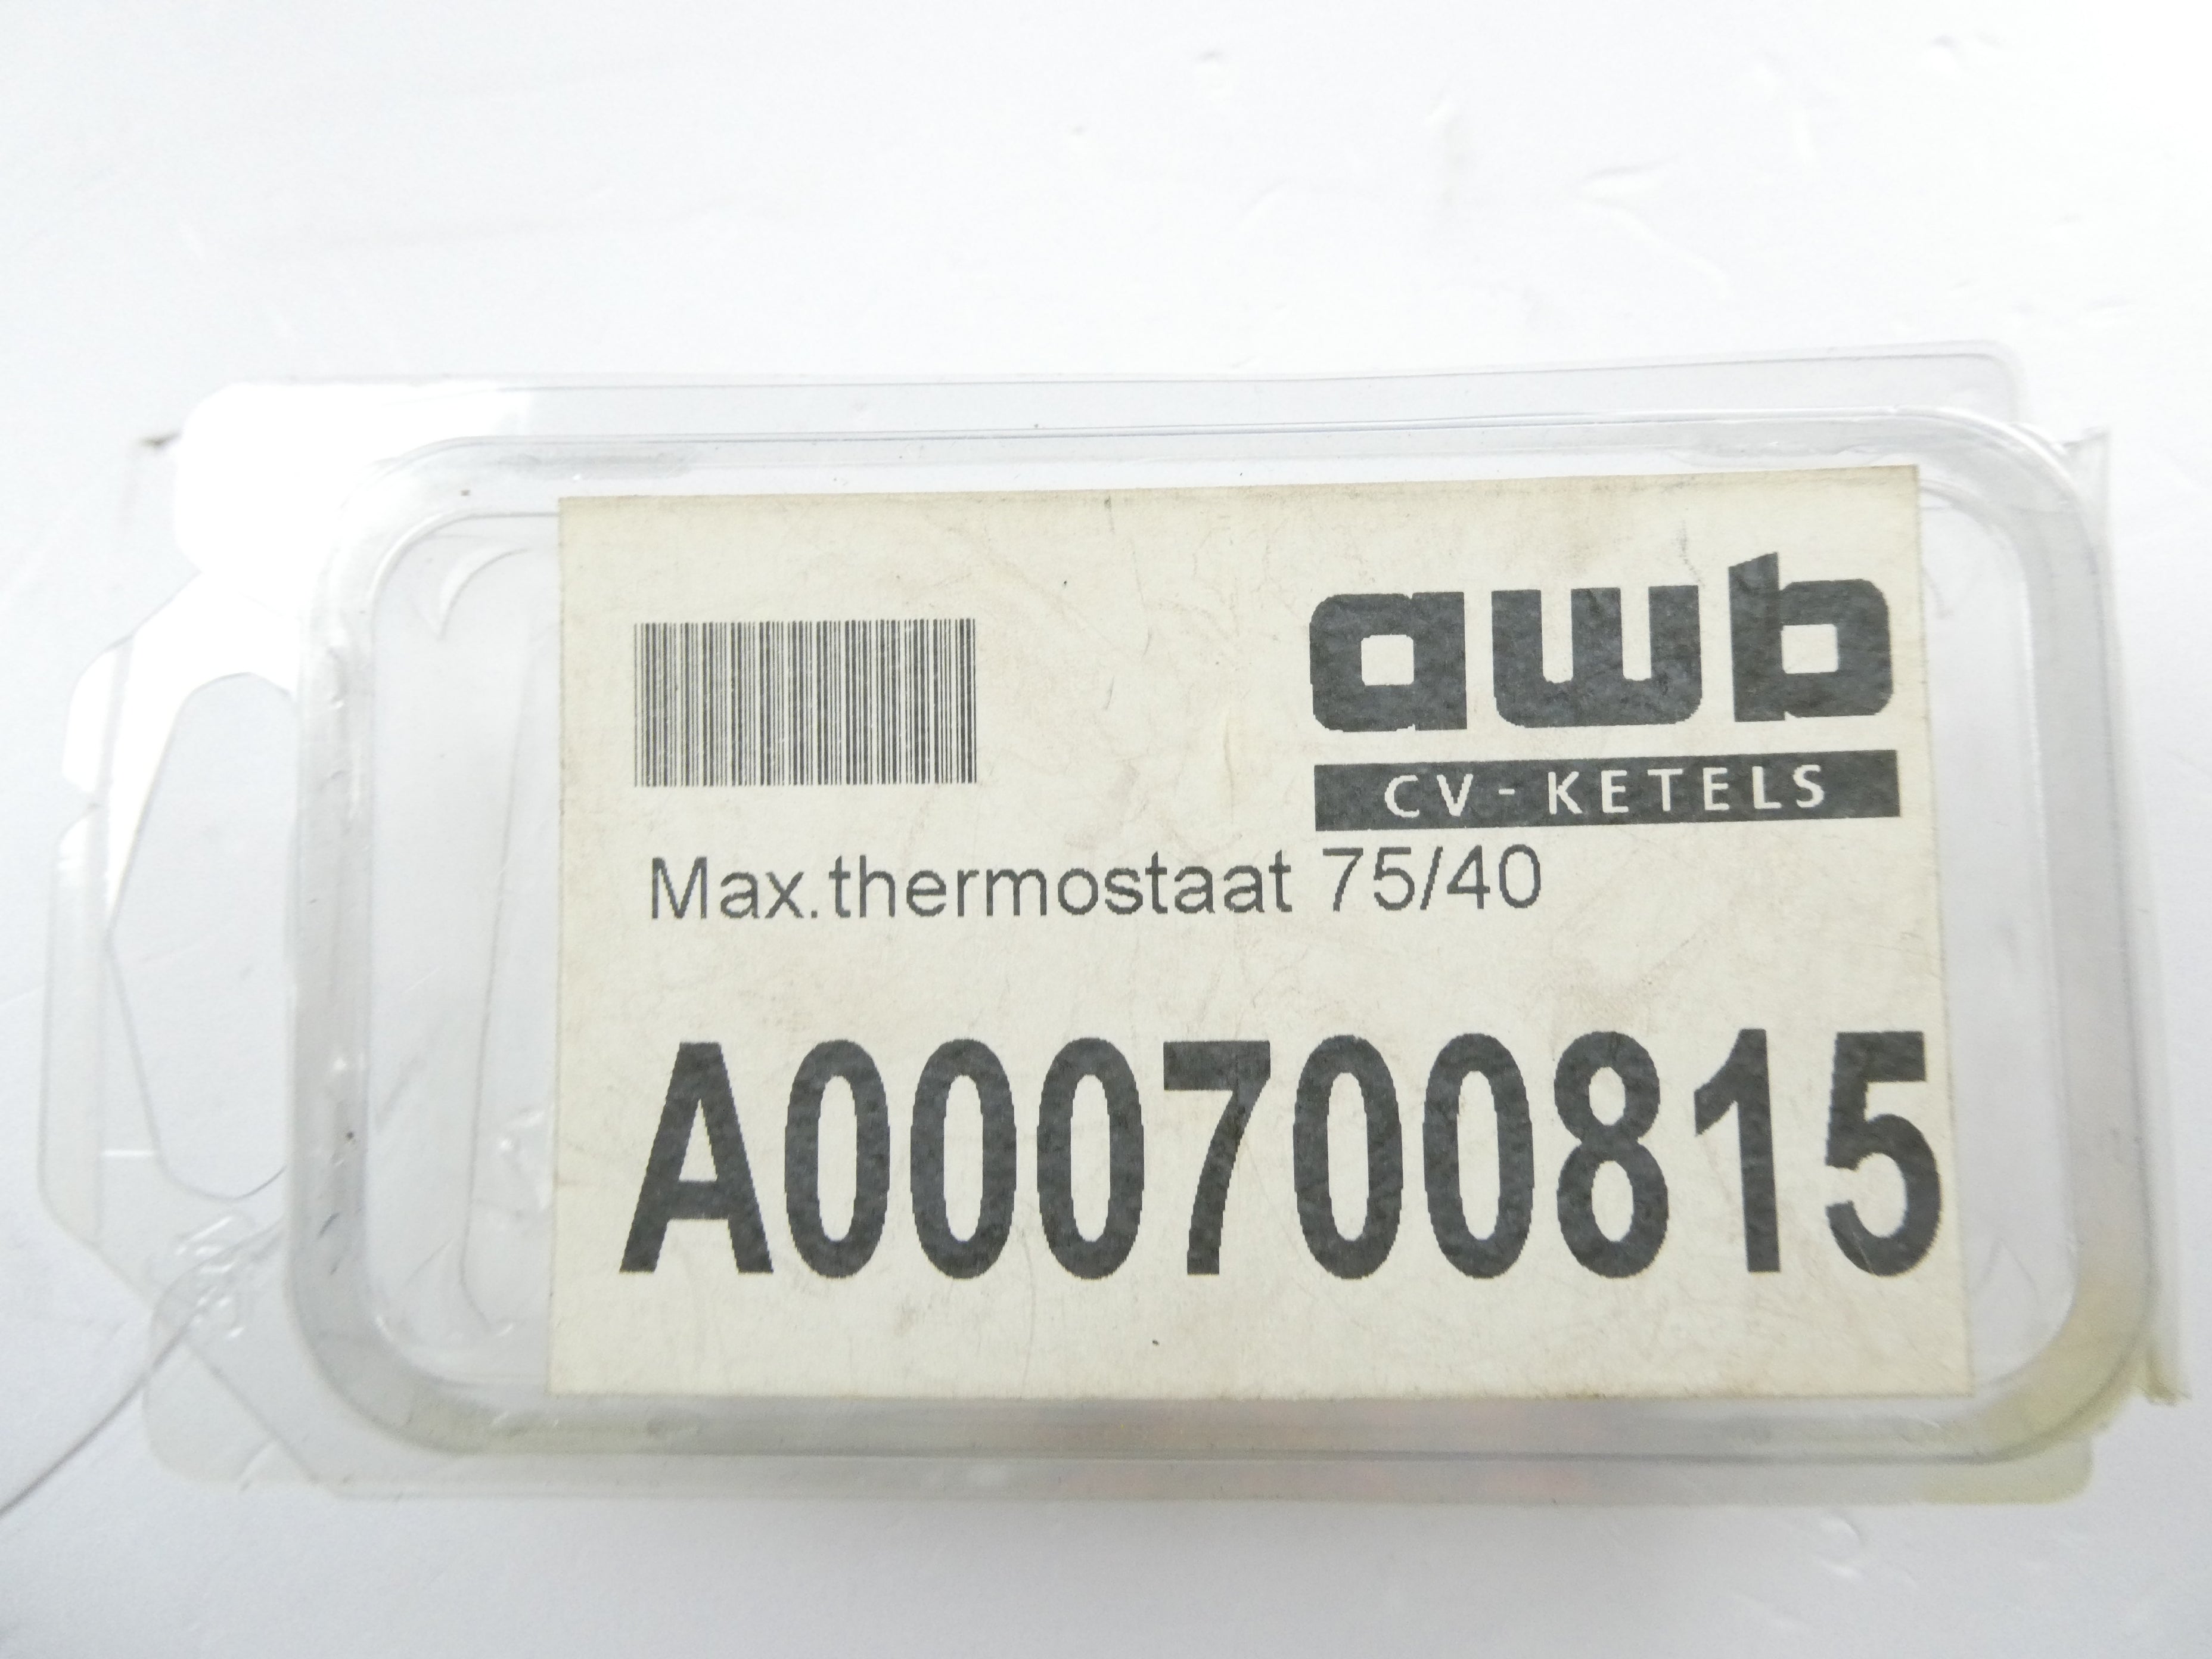 awb
CV-KETELS
Max.thermostaat 75/40
A000700815